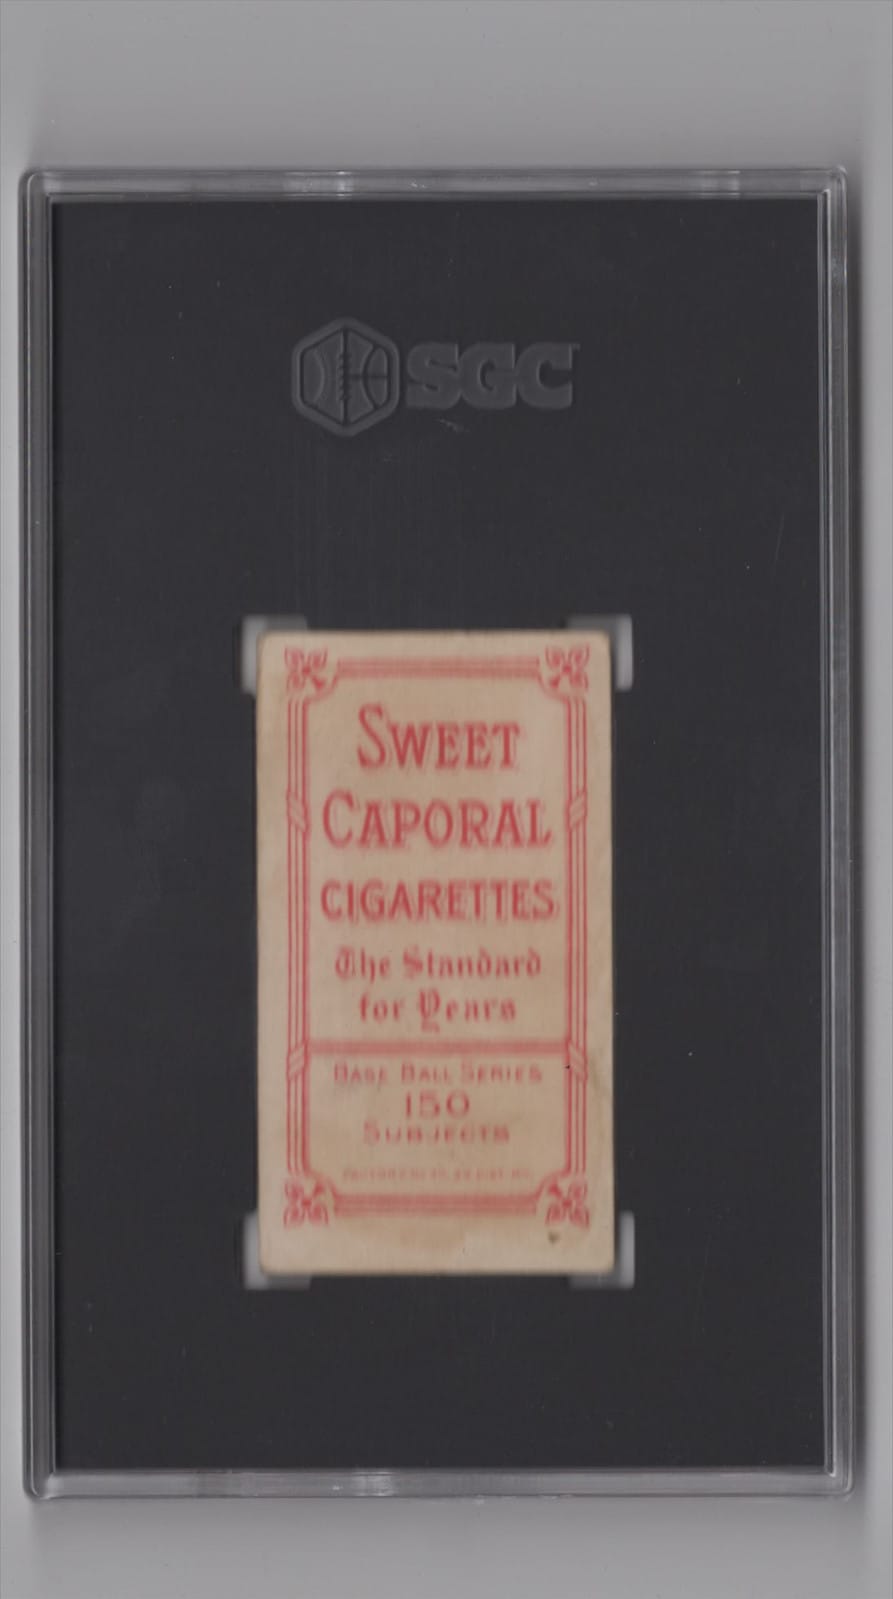 SGC
SWEET
CAPORAL
CIGARETTES
The Standard
for Years
BASE BALL SERIES
150
SUBJECTS